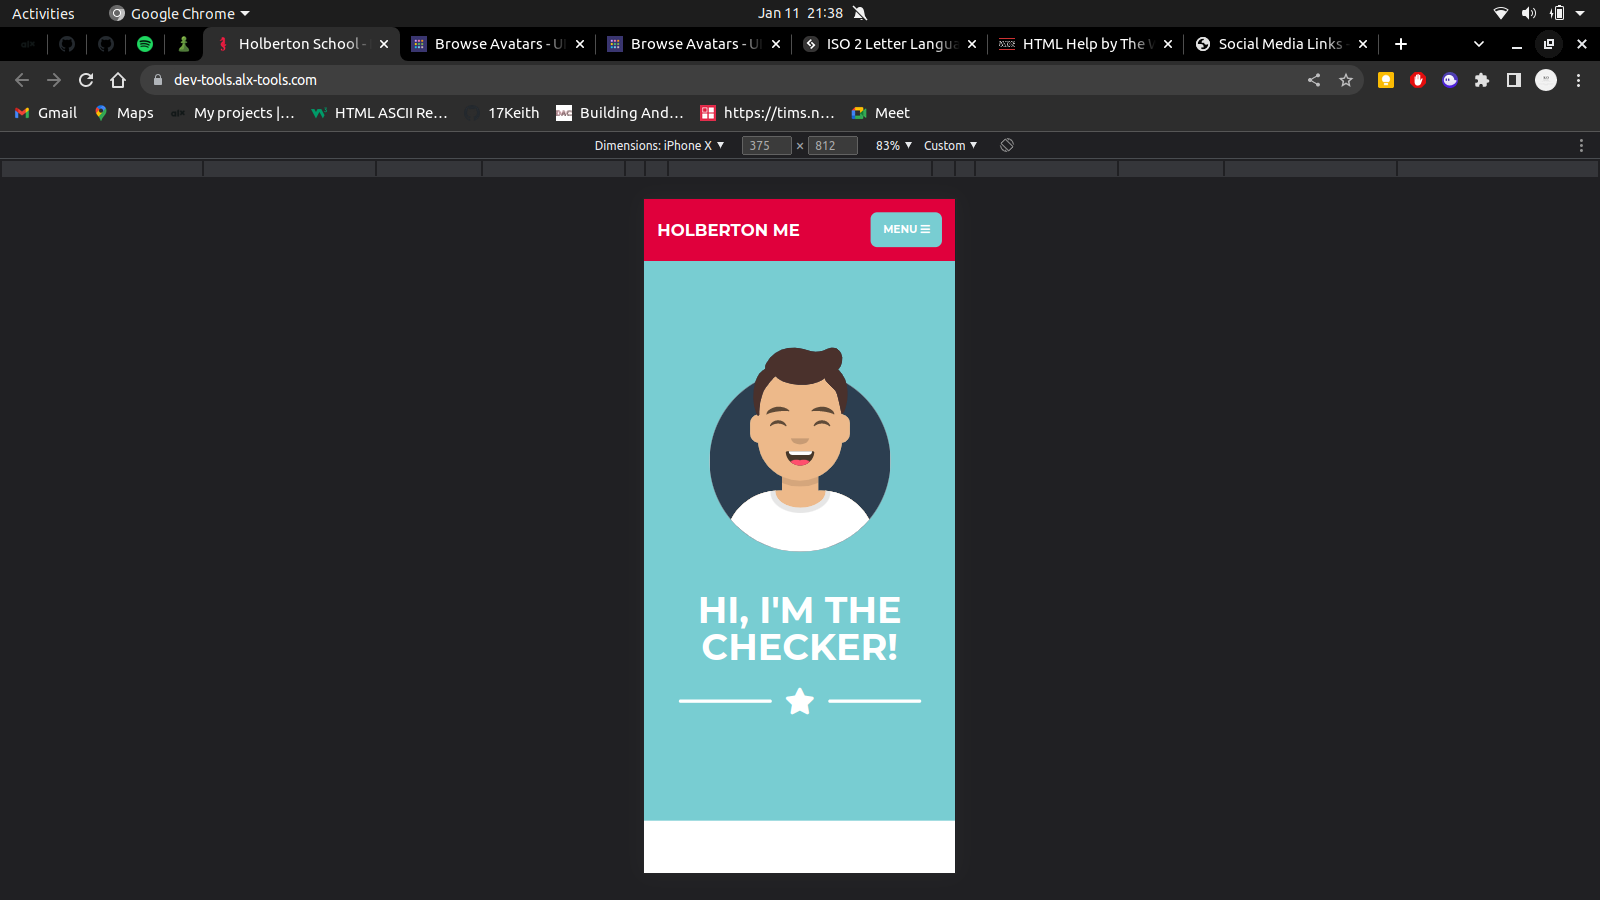 Activities Google Chrome Jan 11 21:38
Holberton School - Browse Avatars - U Browse Avatars - U ISO 2 Letter Langua HTML Help by The Social Media Links -
dev-tools.alx-tools.com
Gmail Maps My projects |... HTML ASCII Re... 17Keith Building And... https://tims.n... Meet
Dimensions: iPhone X 375 × 812 83% Custom
HOLBERTON ME MENU
HI, I'M THE
CHECKER!